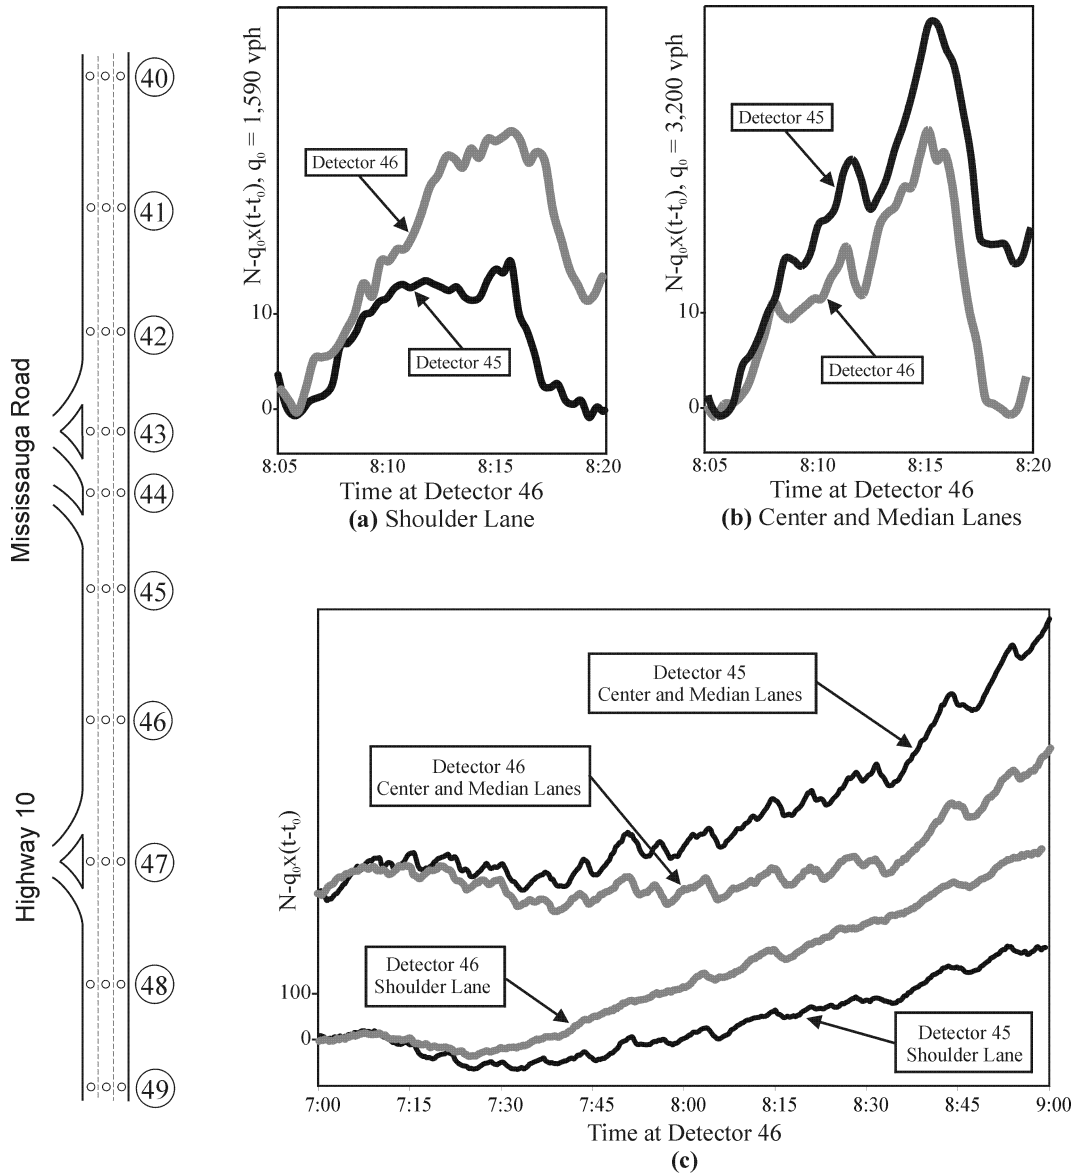 40
41
42
43
44
45
46
47
48
49
Mississauga Road
Highway 10
N-q₀x(t-t₀), q₀ = 1,590 vph
Detector 46
Detector 45
10
0
8:05
8:10
8:15
8:20
Time at Detector 46
(a) Shoulder Lane
N-q₀x(t-t₀), q₀ = 3,200 vph
Detector 45
Detector 46
10
0
8:05
8:10
8:15
8:20
Time at Detector 46
(b) Center and Median Lanes
N-q₀x(t-t₀)
Detector 45
Center and Median Lanes
Detector 46
Center and Median Lanes
Detector 46
Shoulder Lane
Detector 45
Shoulder Lane
100
0
7:00
7:15
7:30
7:45
8:00
8:15
8:30
8:45
9:00
Time at Detector 46
(c)